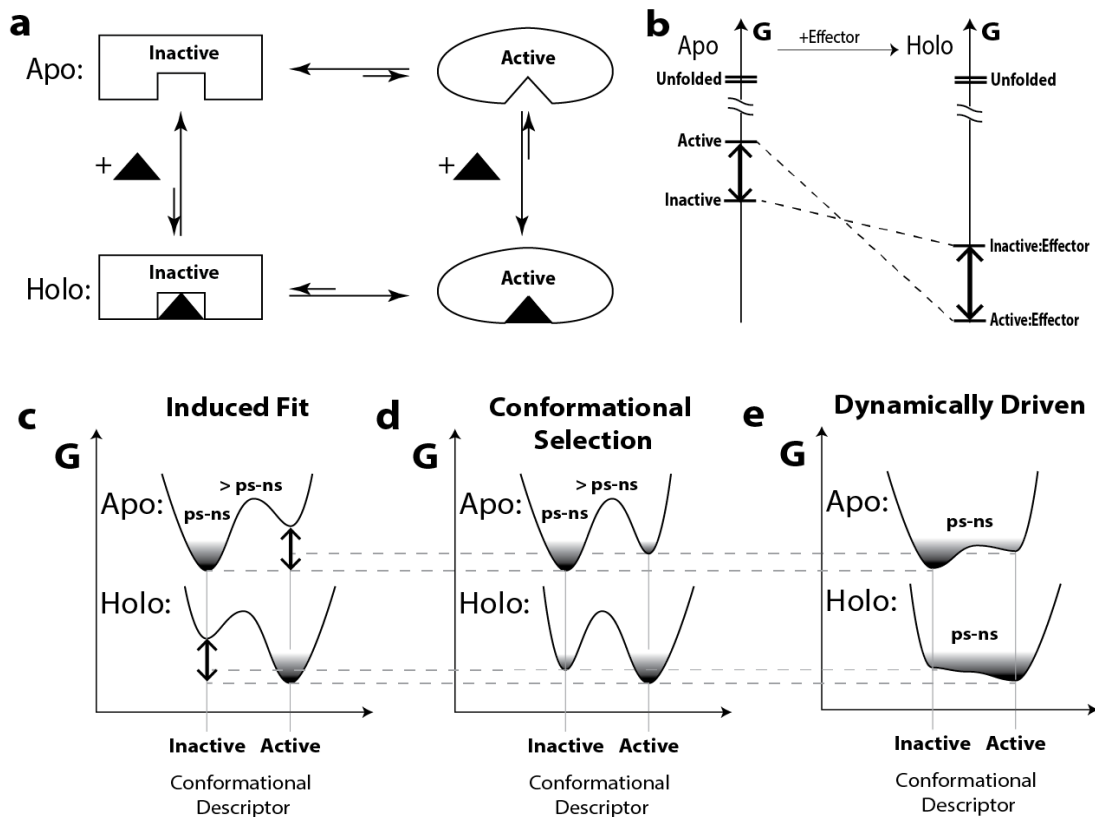 a
Apo:
Inactive
Active
+
+
Holo:
Inactive
Active
b
Apo
+Effector
Holo
G
G
Unfolded
Unfolded
Active
Inactive
Inactive:Effector
Active:Effector
c
Induced Fit
G
Apo:
ps-ns
> ps-ns
Holo:
Inactive
Active
Conformational
Descriptor
d
Conformational
Selection
G
Apo:
ps-ns
> ps-ns
Holo:
Inactive
Active
Conformational
Descriptor
e
Dynamically Driven
G
Apo:
ps-ns
Holo:
ps-ns
Inactive
Active
Conformational
Descriptor